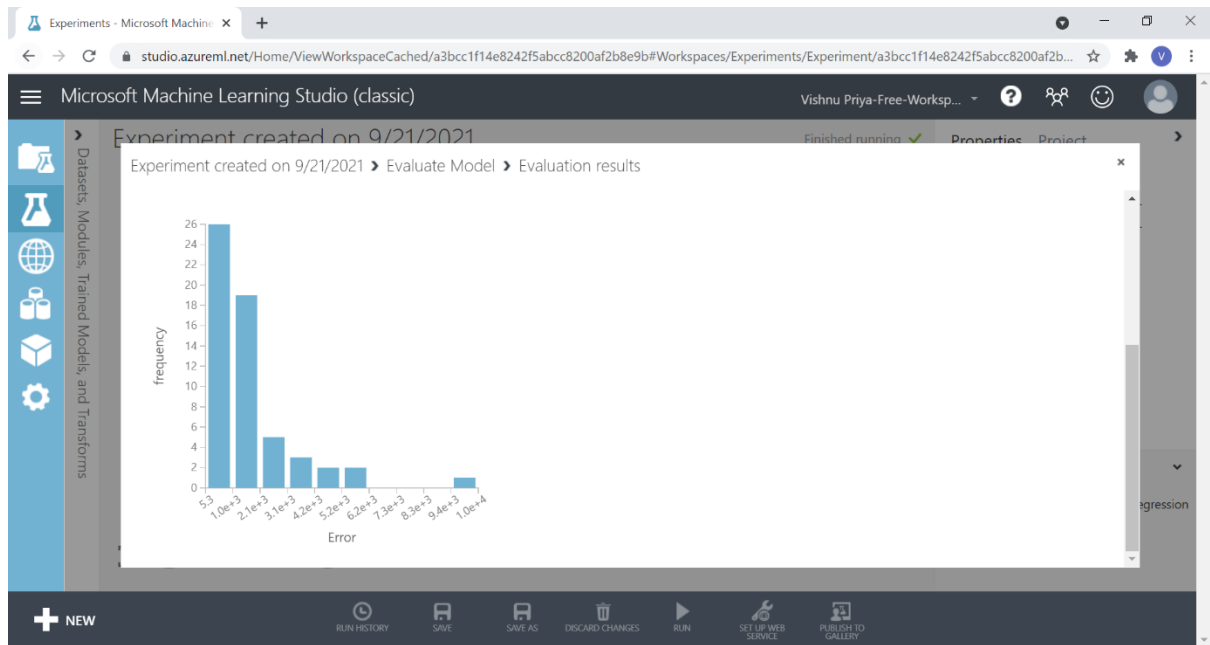 Experiments - Microsoft Machine
studio.azureml.net/Home/ViewWorkspaceCached/a3bcc1f14e8242f5abcc8200af2b8e9b#Workspaces/Experiments/Experiment/a3bcc1f14e8242f5abcc8200af2b...
V
Microsoft Machine Learning Studio (classic)
Vishnu Priya-Free-Worksp...
Experiment created on 9/21/2021
Finished running
Properties Project
Datasets, Modules, Trained Models, and Transforms
Experiment created on 9/21/2021 > Evaluate Model > Evaluation results
26
24
22
20
18
16
14
12
10
8
6
4
2
0
frequency
5.3 1.0e+3 2.1e+3 3.1e+3 4.2e+3 5.2e+3 6.2e+3 7.3e+3 8.3e+3 9.4e+3 1.0e+4
Error
egression
NEW
RUN HISTORY
SAVE
SAVE AS
DISCARD CHANGES
RUN
SET UP WEB
SERVICE
PUBLISH TO
GALLERY